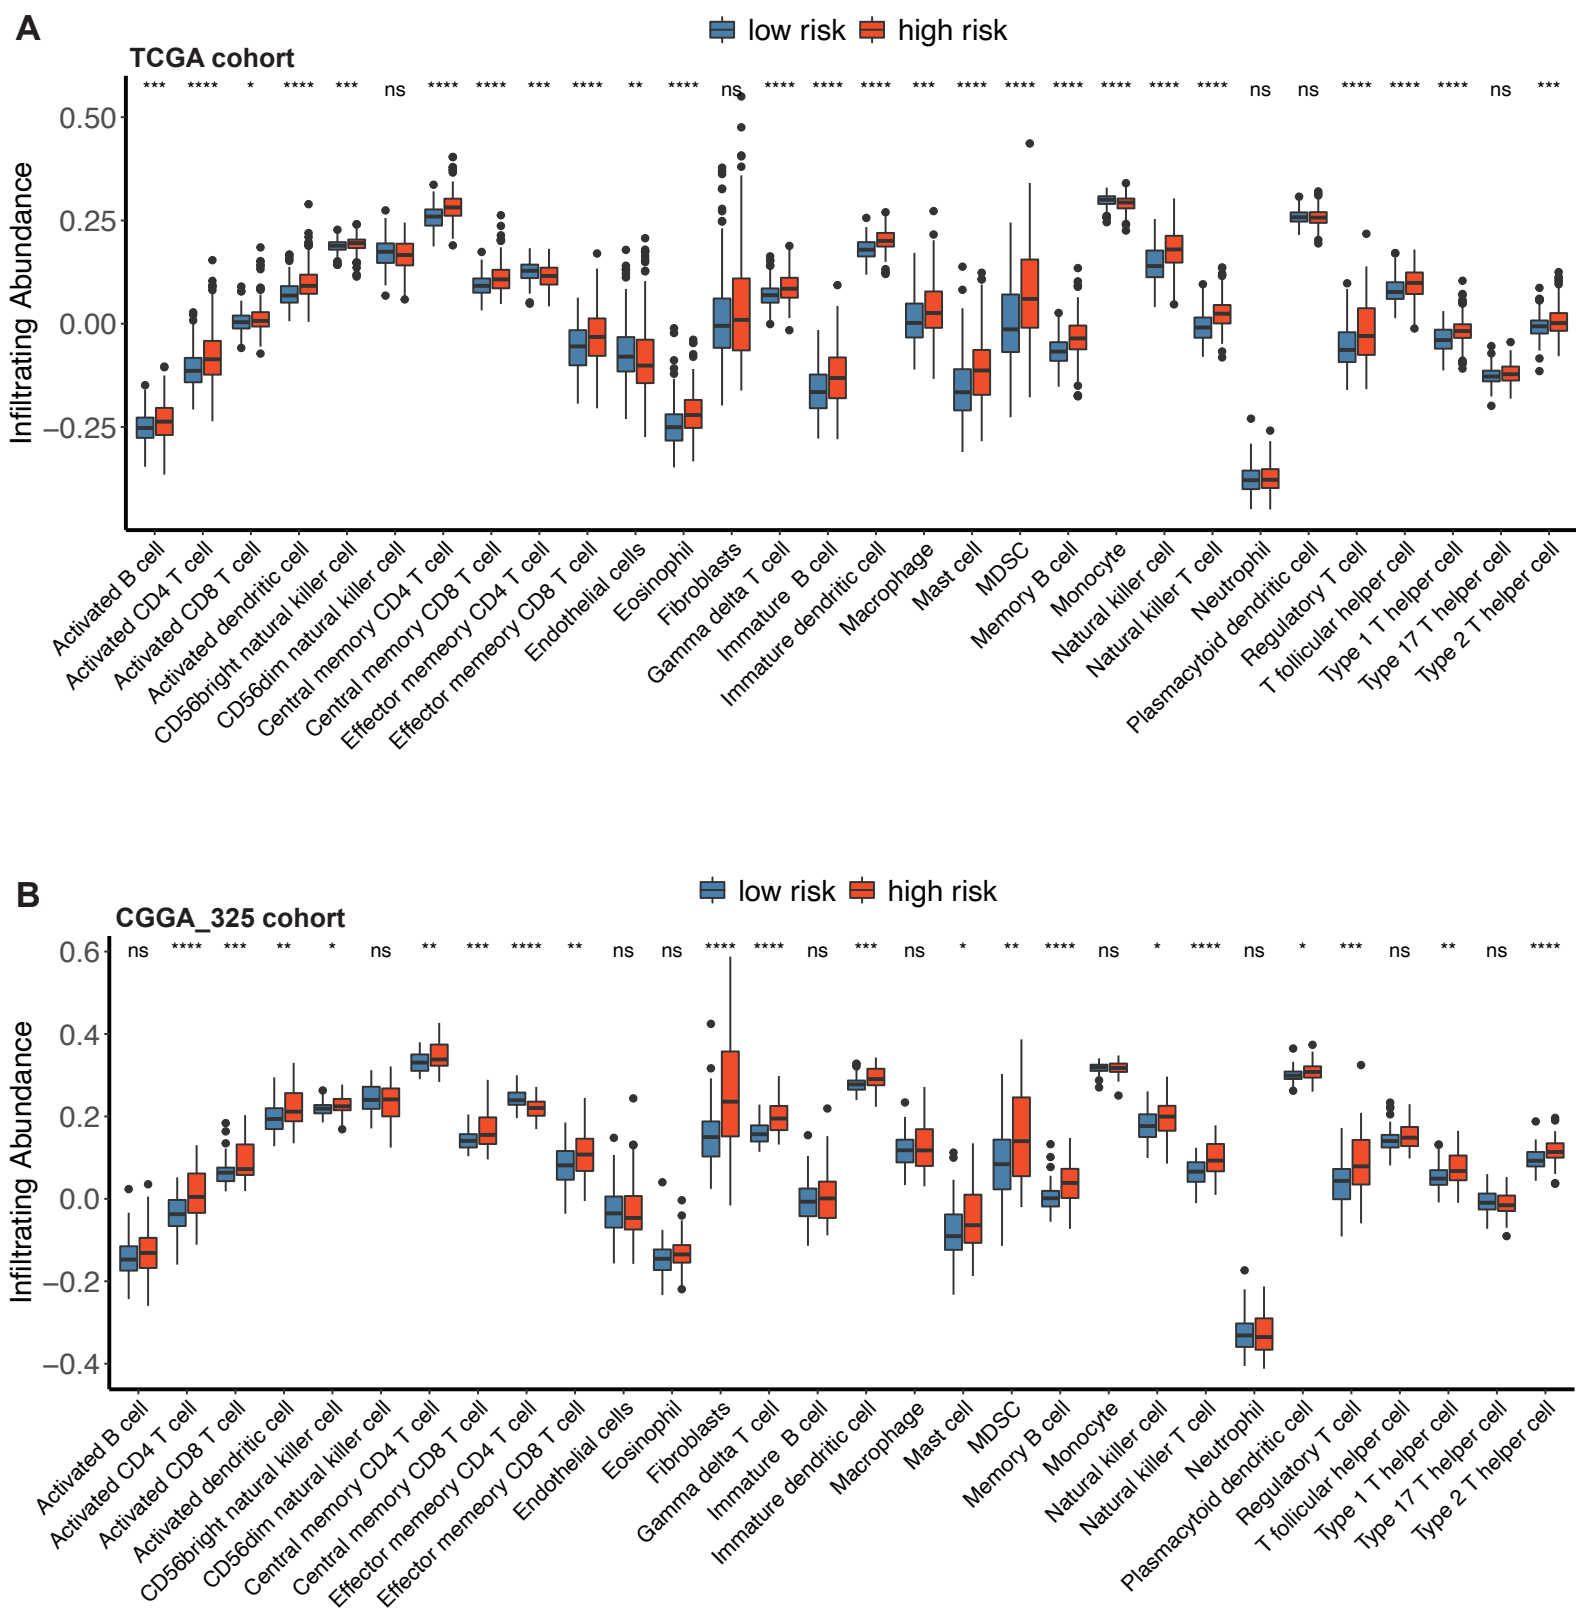 A
low risk high risk
TCGA cohort
*** **** * **** *** ns **** **** *** **** ** **** ns **** **** **** *** **** **** **** **** **** **** ns ns **** **** **** ns ***
0.50
0.25
0.00
−0.25
Infiltrating Abundance
Activated B cell
Activated CD4 T cell
Activated CD8 T cell
Activated dendritic cell
CD56bright natural killer cell
CD56dim natural killer cell
Central memory CD4 T cell
Central memory CD8 T cell
Effector memeory CD4 T cell
Effector memeory CD8 T cell
Endothelial cells
Eosinophil
Fibroblasts
Gamma delta T cell
Immature  B cell
Immature dendritic cell
Macrophage
Mast cell
MDSC
Memory B cell
Monocyte
Natural killer cell
Natural killer T cell
Neutrophil
Plasmacytoid dendritic cell
Regulatory T cell
T follicular helper cell
Type 1 T helper cell
Type 17 T helper cell
Type 2 T helper cell
B
low risk high risk
CGGA_325 cohort
ns **** *** ** * ns ** *** **** ** ns ns **** **** ns *** ns * ** **** ns * **** ns * *** ns ** ns ****
0.6
0.4
0.2
0.0
−0.2
−0.4
Infiltrating Abundance
Activated B cell
Activated CD4 T cell
Activated CD8 T cell
Activated dendritic cell
CD56bright natural killer cell
CD56dim natural killer cell
Central memory CD4 T cell
Central memory CD8 T cell
Effector memeory CD4 T cell
Effector memeory CD8 T cell
Endothelial cells
Eosinophil
Fibroblasts
Gamma delta T cell
Immature  B cell
Immature dendritic cell
Macrophage
Mast cell
MDSC
Memory B cell
Monocyte
Natural killer cell
Natural killer T cell
Neutrophil
Plasmacytoid dendritic cell
Regulatory T cell
T follicular helper cell
Type 1 T helper cell
Type 17 T helper cell
Type 2 T helper cell